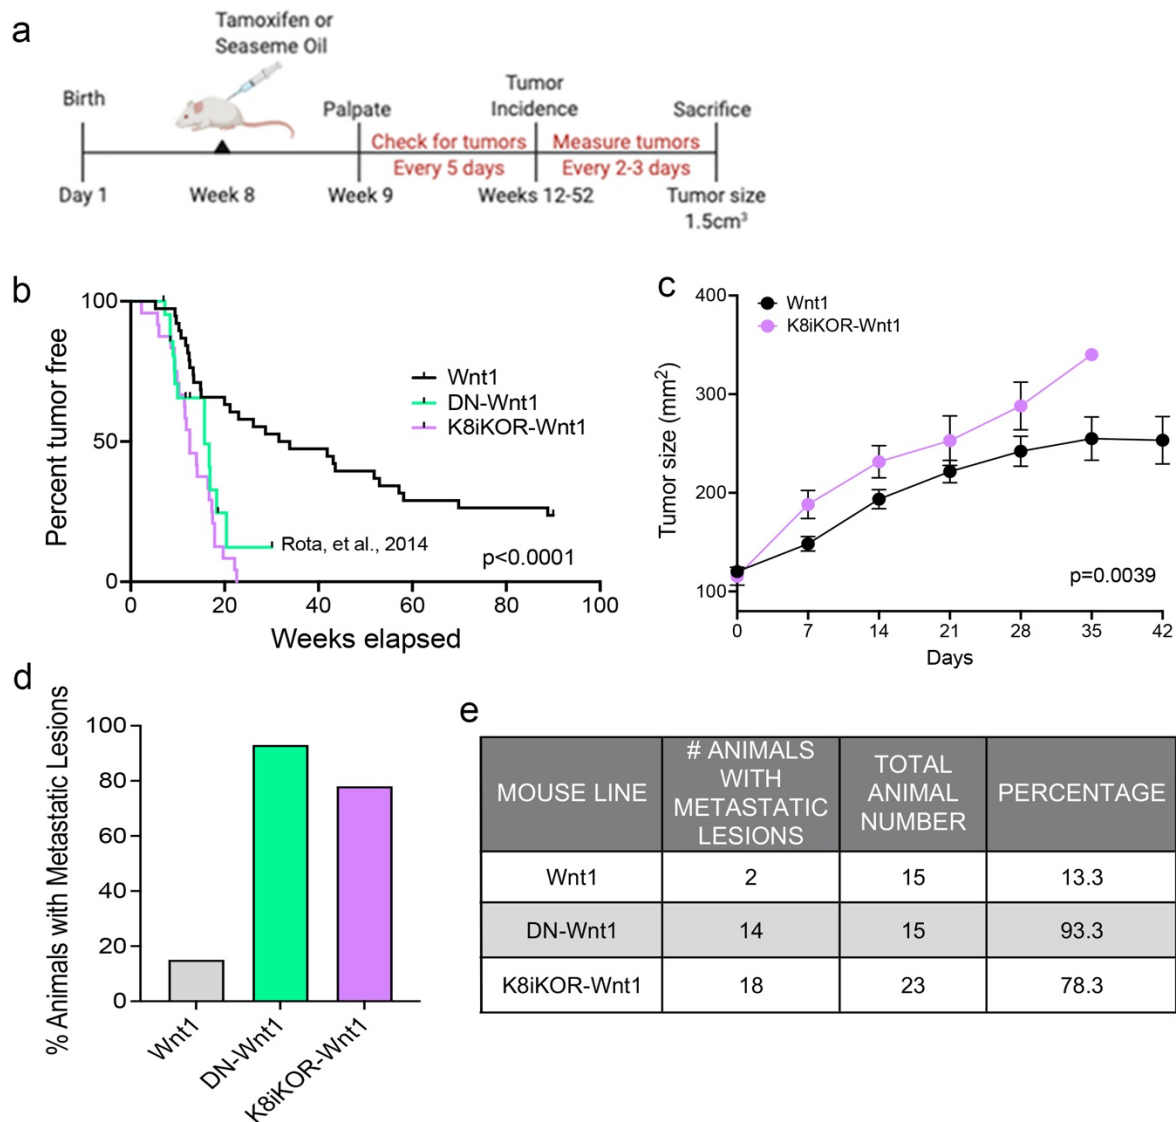 a
Tamoxifen or
Seaseme Oil
Birth
Palpate
Tumor
Incidence
Sacrifice
Check for tumors
Measure tumors
Every 5 days
Every 2-3 days
Day 1
Week 8
Week 9
Weeks 12-52
Tumor size
1.5cm³
b
Percent tumor free
100
50
0
Wnt1
DN-Wnt1
K8iKOR-Wnt1
Rota, et al., 2014
p<0.0001
0 20 40 60 80 100
Weeks elapsed
c
Tumor size (mm²)
400
300
200
100
Wnt1
K8iKOR-Wnt1
p=0.0039
0 7 14 21 28 35 42
Days
d
% Animals with Metastatic Lesions
100
80
60
40
20
0
Wnt1
DN-Wnt1
K8iKOR-Wnt1
e
MOUSE LINE
# ANIMALS
WITH
METASTATIC
LESIONS
TOTAL
ANIMAL
NUMBER
PERCENTAGE
Wnt1 2 15 13.3
DN-Wnt1 14 15 93.3
K8iKOR-Wnt1 18 23 78.3